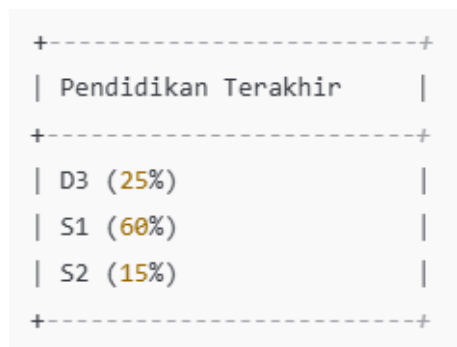 +--------------------------+
| Pendidikan Terakhir      |
+--------------------------+
| D3 (25%)                 |
| S1 (60%)                 |
| S2 (15%)                 |
+--------------------------+